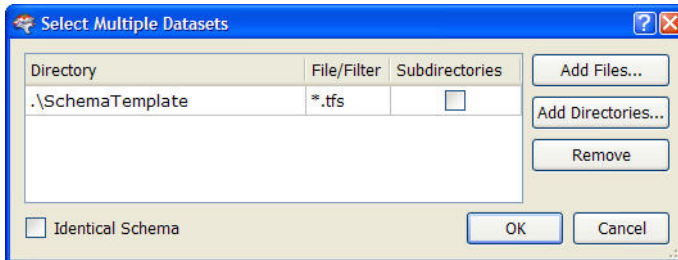 Select Multiple Datasets
Directory File/Filter Subdirectories
.\SchemaTemplate *.tfs
Add Files...
Add Directories...
Remove
Identical Schema
OK Cancel